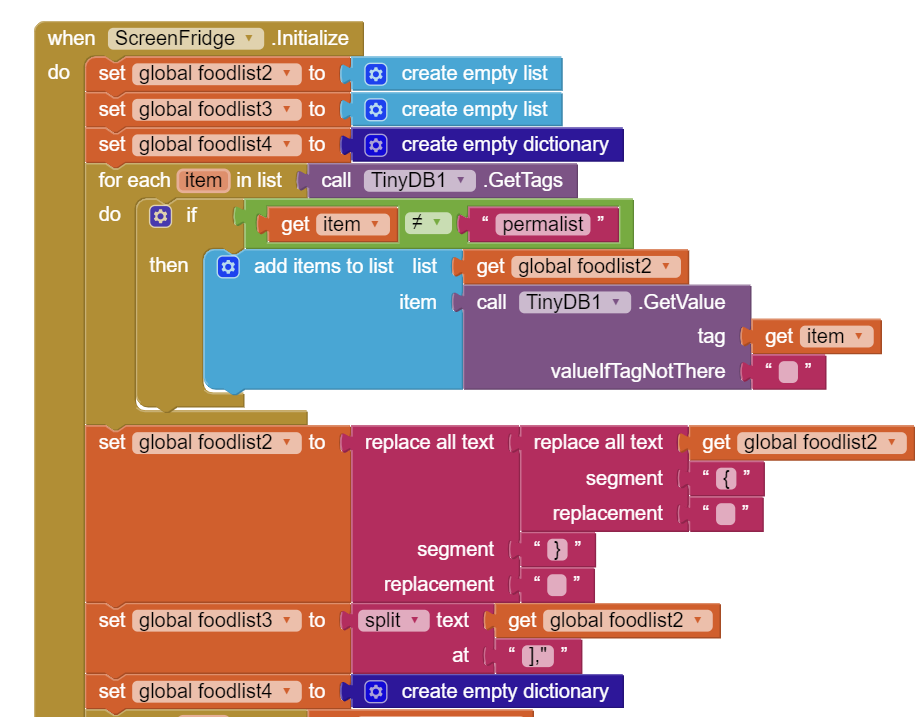 when ScreenFridge .Initialize
do set global foodlist2 to create empty list
set global foodlist3 to create empty list
set global foodlist4 to create empty dictionary
for each item in list call TinyDB1 .GetTags
do if get item ≠ “ permalist ”
then add items to list list get global foodlist2
item call TinyDB1 .GetValue
tag get item
valueIfTagNotThere “ ”
set global foodlist2 to replace all text replace all text get global foodlist2
segment “ { ”
replacement “ ”
segment “ } ”
replacement “ ”
set global foodlist3 to split text get global foodlist2
at “ ]," ”
set global foodlist4 to create empty dictionary